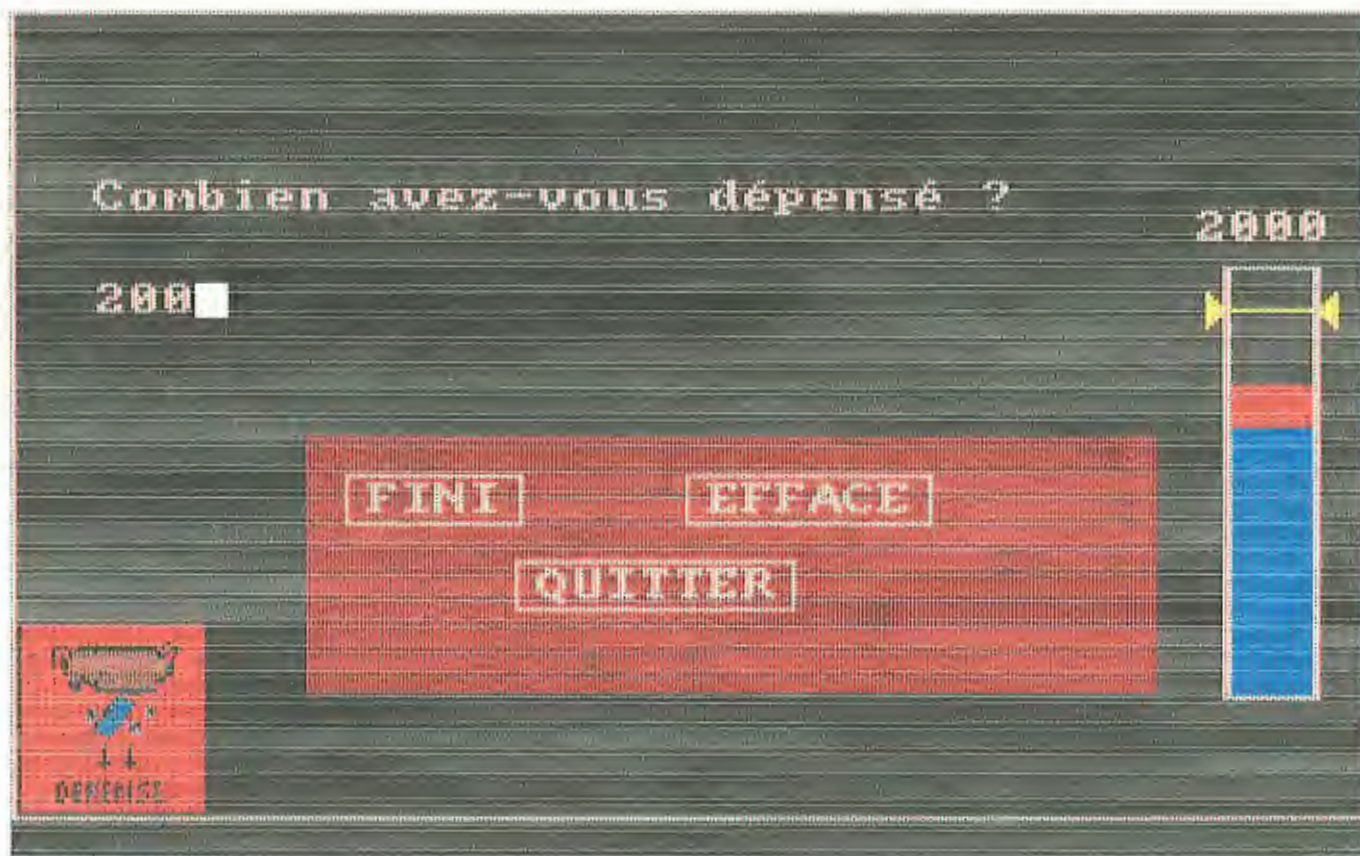 Combien avez-vous dépensé ?
2000
200
FINI
EFFACE
QUITTER
DEPENSE